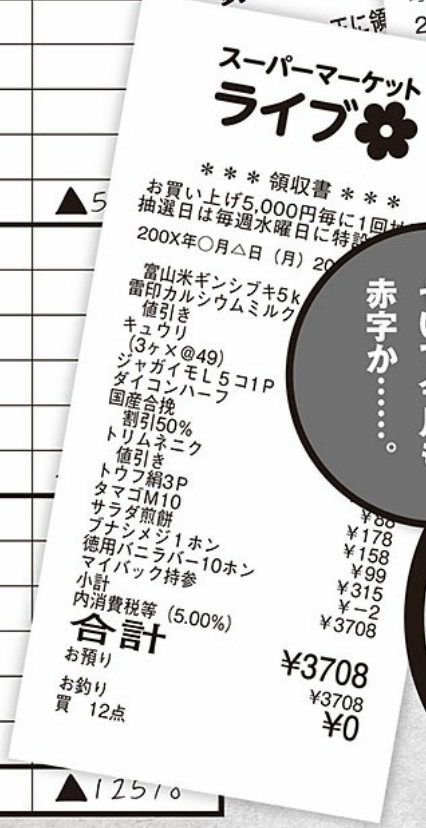 ▲5
スーパーマーケット
ライブ
＊＊＊領収書＊＊＊
お買い上げ5,000円毎に1回
抽選日は毎週水曜日に特設
200X年○月△日（月）20
富山米ギンシブキ5k
雷印カルシウムミルク
値引き
キュウリ
(3ヶ×@49)
ジャガイモL5コ1P
ダイコンハーフ
国産合挽
割引50%
トリムネニク
値引き
トウフ絹3P ¥88
タマゴM10 ¥178
サラダ煎餅 ¥158
ブナシメジ1ホン ¥99
徳用バニラバー10ホン ¥315
マイバック持参 ¥-2
小計 ¥3708
内消費税等 (5.00%)
合計 ¥3708
お預り ¥3708
お釣り ¥0
買 12点
赤字か……。
▲12570